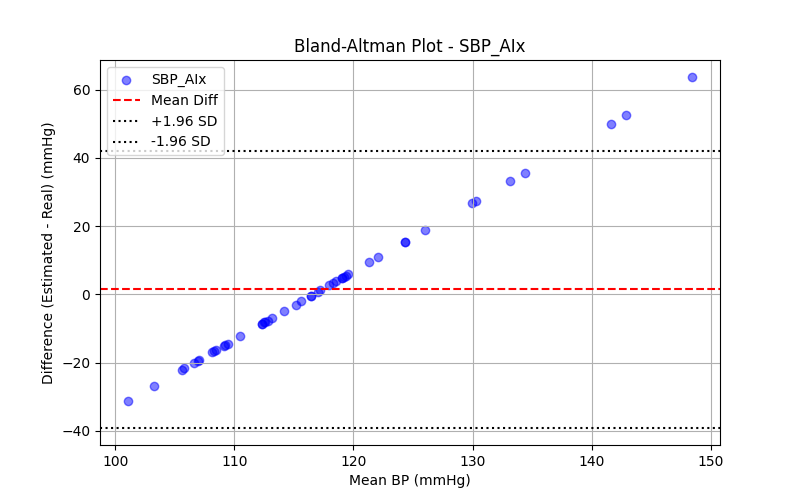 Bland-Altman Plot - SBP_AIx
SBP_AIx
Mean Diff
+1.96 SD
-1.96 SD
60
40
20
0
−20
−40
Difference (Estimated - Real) (mmHg)
100 110 120 130 140 150
Mean BP (mmHg)